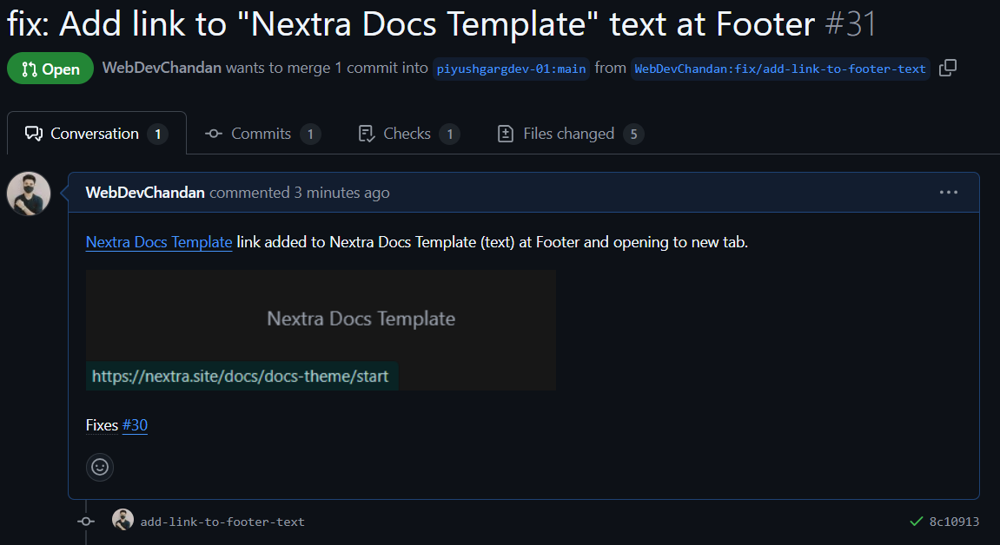 fix: Add link to "Nextra Docs Template" text at Footer #31
Open WebDevChandan wants to merge 1 commit into piyushgargdev-01:main from WebDevChandan:fix/add-link-to-footer-text
Conversation 1 Commits 1 Checks 1 Files changed 5
WebDevChandan commented 3 minutes ago
Nextra Docs Template link added to Nextra Docs Template (text) at Footer and opening to new tab.
Nextra Docs Template
https://nextra.site/docs/docs-theme/start
Fixes #30
add-link-to-footer-text 8c10913